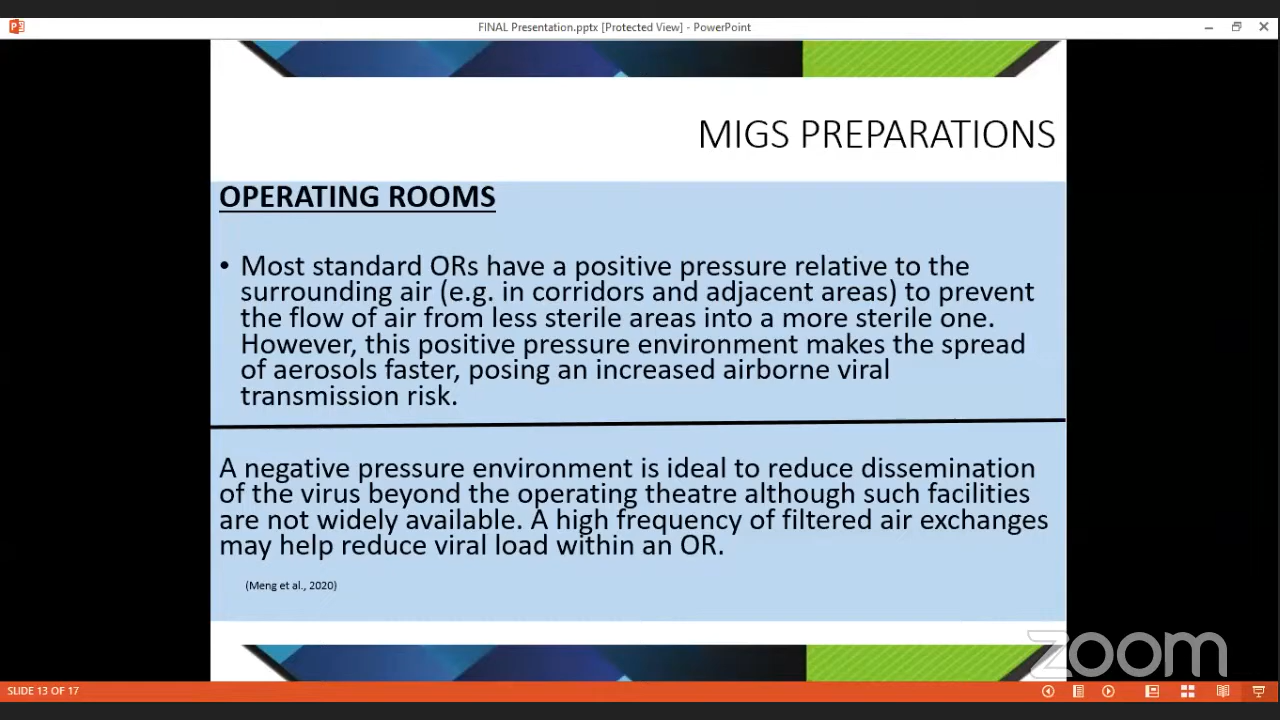 FINAL Presentation.pptx [Protected View] - PowerPoint
MIGS PREPARATIONS
OPERATING ROOMS
• Most standard ORs have a positive pressure relative to the
surrounding air (e.g. in corridors and adjacent areas) to prevent
the flow of air from less sterile areas into a more sterile one.
However, this positive pressure environment makes the spread
of aerosols faster, posing an increased airborne viral
transmission risk.
A negative pressure environment is ideal to reduce dissemination
of the virus beyond the operating theatre although such facilities
are not widely available. A high frequency of filtered air exchanges
may help reduce viral load within an OR.
(Meng et al., 2020)
zoom
SLIDE 13 OF 17